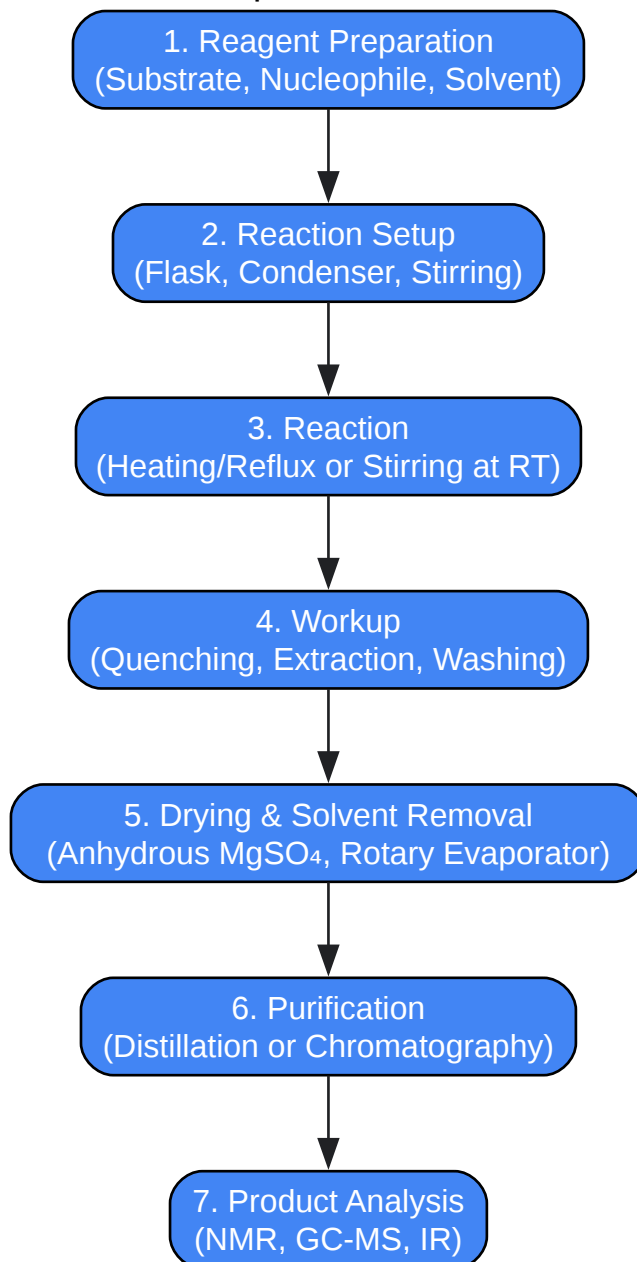 1. Reagent Preparation
(Substrate, Nucleophile, Solvent)
2. Reaction Setup
(Flask, Condenser, Stirring)
3. Reaction
(Heating/Reflux or Stirring at RT)
4. Workup
(Quenching, Extraction, Washing)
5. Drying & Solvent Removal
(Anhydrous MgSO₄, Rotary Evaporator)
6. Purification
(Distillation or Chromatography)
7. Product Analysis
(NMR, GC-MS, IR)